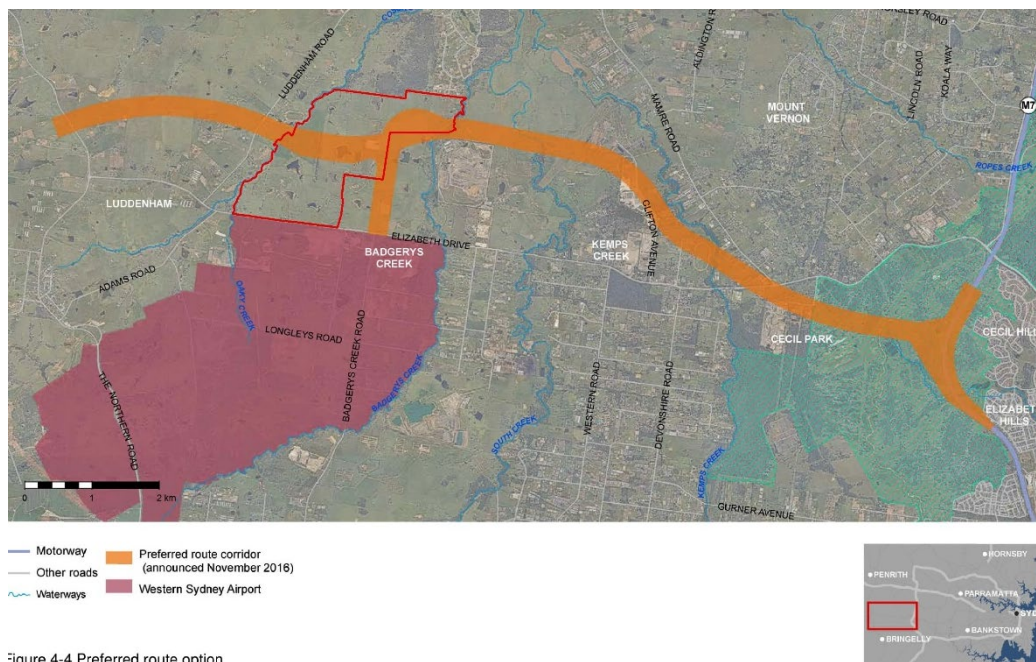 LUDDENHAM ROAD
ALDINGTON ROAD
LINCOLN ROAD
KOALA WAY
M7
MAMRE ROAD
MOUNT
VERNON
ROPES CREEK
LUDDENHAM
ELIZABETH DRIVE
BADGERYS
CREEK
KEMPS
CREEK
CLIFTON AVENUE
ADAMS ROAD
OAKY CREEK
LONGLEYS ROAD
BADGERYS CREEK ROAD
BADGERYS CREEK
CECIL PARK
CECIL HIL
ELIZABET
HILLS
THE NORTHERN ROAD
SOUTH CREEK
WESTERN ROAD
DEVONSHIRE ROAD
KEMPS CREEK
GURNER AVENUE
0 1 2 km
Motorway
Other roads
Waterways
Preferred route corridor
(announced November 2016)
Western Sydney Airport
HORNSBY
PENRITH
PARRAMATTA
SYD
BANKSTOWN
BRINGELLY
Figure 4-4 Preferred route option